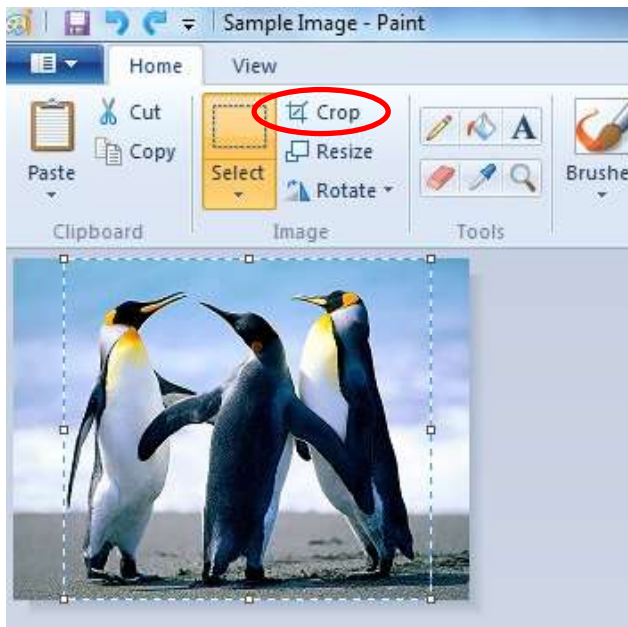 Sample Image - Paint
Home View
Cut
Copy
Paste
Clipboard
Select
Crop
Resize
Rotate
Image
A
Tools
Brushe